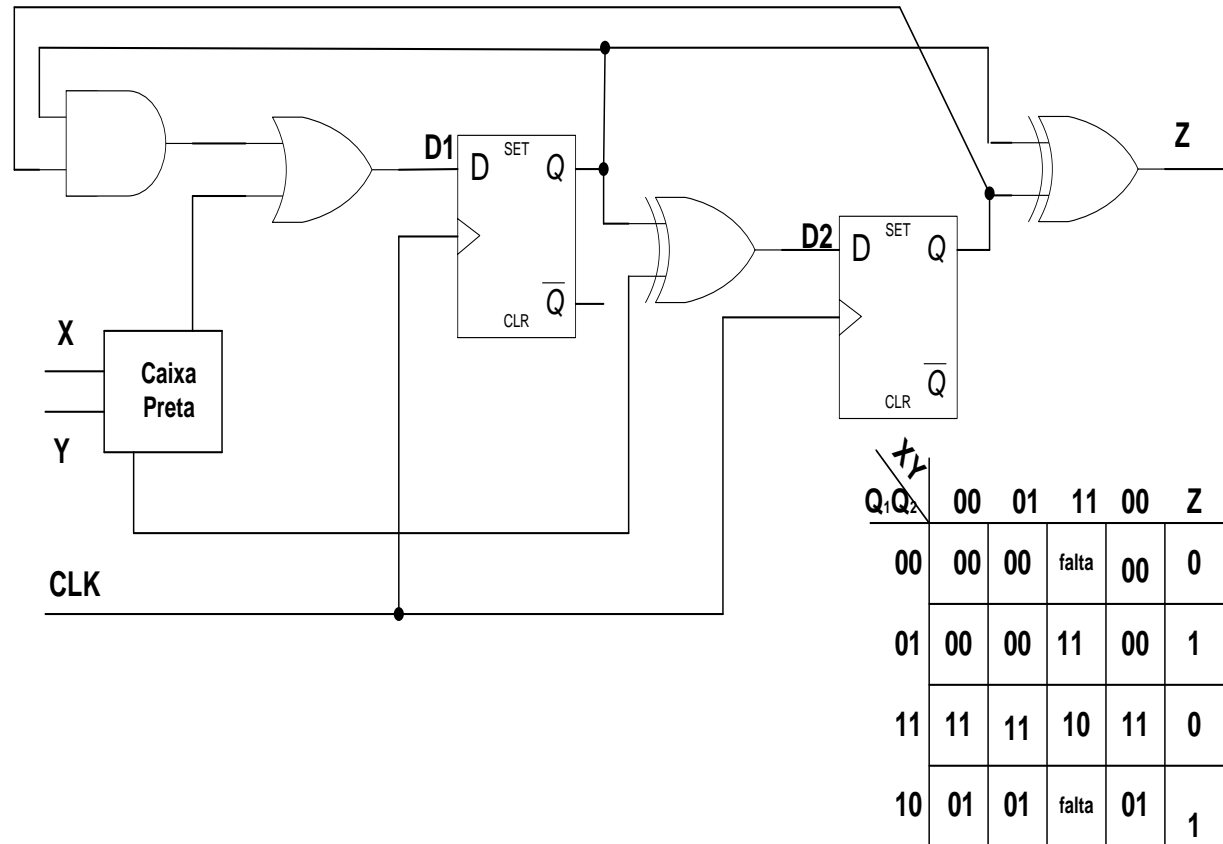 Z
D1
SET
D Q
D2
SET
D Q
Q
CLR
X
Caixa
Preta
Y
Q
CLR
XY
Q₁Q₂ 00 01 11 00 Z
00 00 00 falta 00 0
CLK
01 00 00 11 00 1
11 11 11 10 11 0
10 01 01 falta 01 1